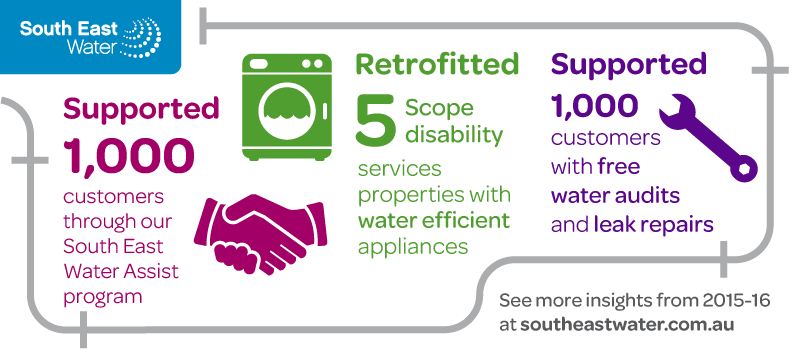 South East
Water
Supported
1,000
customers
through our
South East
Water Assist
program
Retrofitted
5 Scope
disability
services
properties with
water efficient
appliances
Supported
1,000
customers
with free
water audits
and leak repairs
See more insights from 2015-16
at southeastwater.com.au